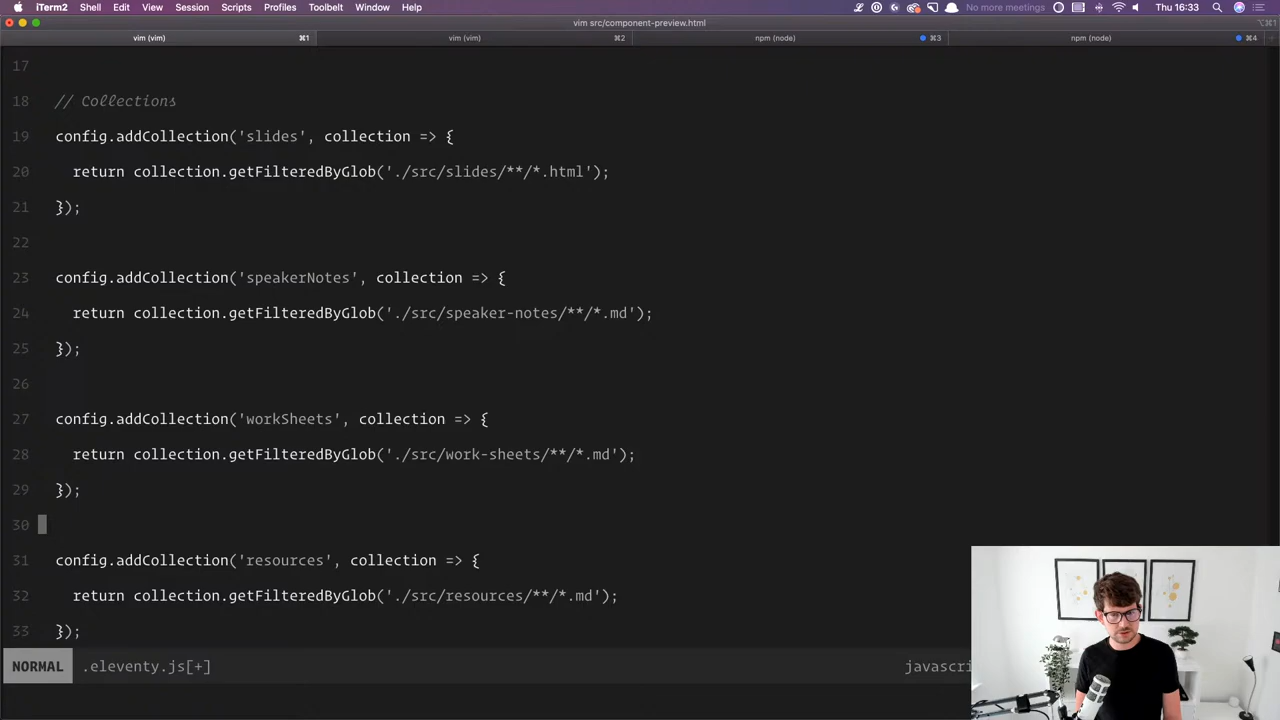 iTerm2 Shell Edit View Session Scripts Profiles Toolbelt Window Help No more meetings Thu 16:33
vim src/component-preview.html ⌥⌘1
vim (vim) ⌘1 vim (vim) ⌘2 npm (node) ⌘3 npm (node) ⌘4
17
18 // Collections
19 config.addCollection('slides', collection => {
20 return collection.getFilteredByGlob('./src/slides/**/*.html');
21 });
22
23 config.addCollection('speakerNotes', collection => {
24 return collection.getFilteredByGlob('./src/speaker-notes/**/*.md');
25 });
26
27 config.addCollection('workSheets', collection => {
28 return collection.getFilteredByGlob('./src/work-sheets/**/*.md');
29 });
30
31 config.addCollection('resources', collection => {
32 return collection.getFilteredByGlob('./src/resources/**/*.md');
33 });
NORMAL .eleventy.js[+] javascri